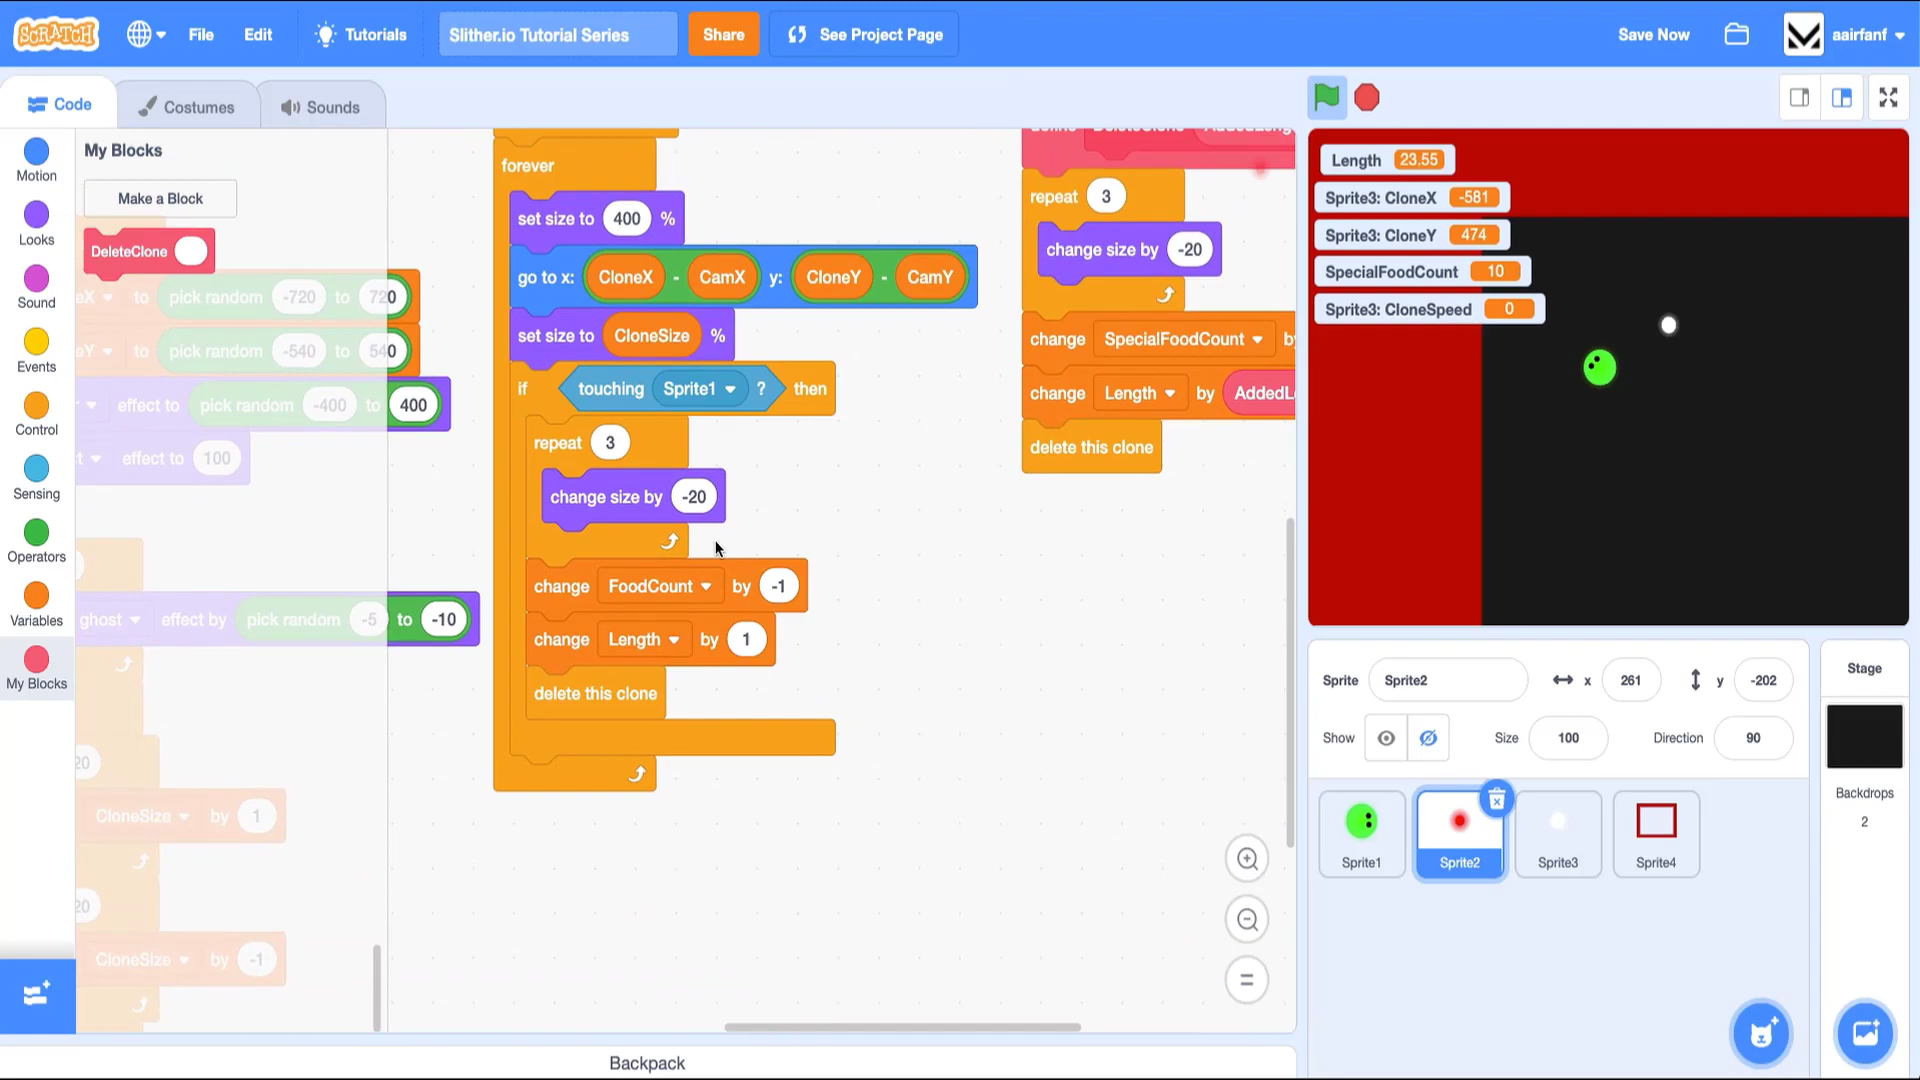 SCRATCH
File
Edit
Tutorials
Slither.io Tutorial Series
Share
See Project Page
Save Now
aairfanf
Code
Costumes
Sounds
Motion
Looks
Sound
Events
Control
Sensing
Operators
Variables
My Blocks
My Blocks
Make a Block
DeleteClone
eX to pick random -720 to 720
eY to pick random -540 to 540
effect to pick random -400 to 400
effect to 100
ghost effect by pick random -5 to -10
20
CloneSize by 1
20
CloneSize by -1
forever
set size to 400 %
go to x: CloneX - CamX y: CloneY - CamY
set size to CloneSize %
if touching Sprite1 ? then
repeat 3
change size by -20
change FoodCount by -1
change Length by 1
delete this clone
repeat 3
change size by -20
change SpecialFoodCount b
change Length by AddedL
delete this clone
Length 23.55
Sprite3: CloneX -581
Sprite3: CloneY 474
SpecialFoodCount 10
Sprite3: CloneSpeed 0
Sprite Sprite2 x 261 y -202
Show Size 100 Direction 90
Sprite1
Sprite2
Sprite3
Sprite4
Stage
Backdrops
2
Backpack